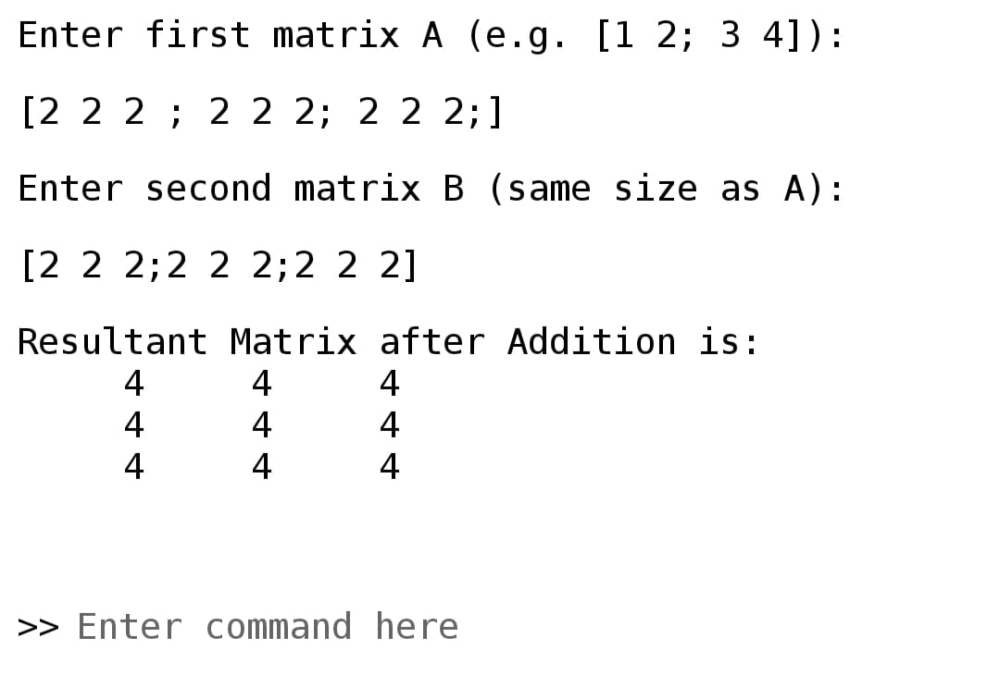 Enter first matrix A (e.g. [1 2; 3 4]):
[2 2 2 ; 2 2 2; 2 2 2;]
Enter second matrix B (same size as A):
[2 2 2;2 2 2;2 2 2]
Resultant Matrix after Addition is:
4 4 4
4 4 4
4 4 4
>> Enter command here